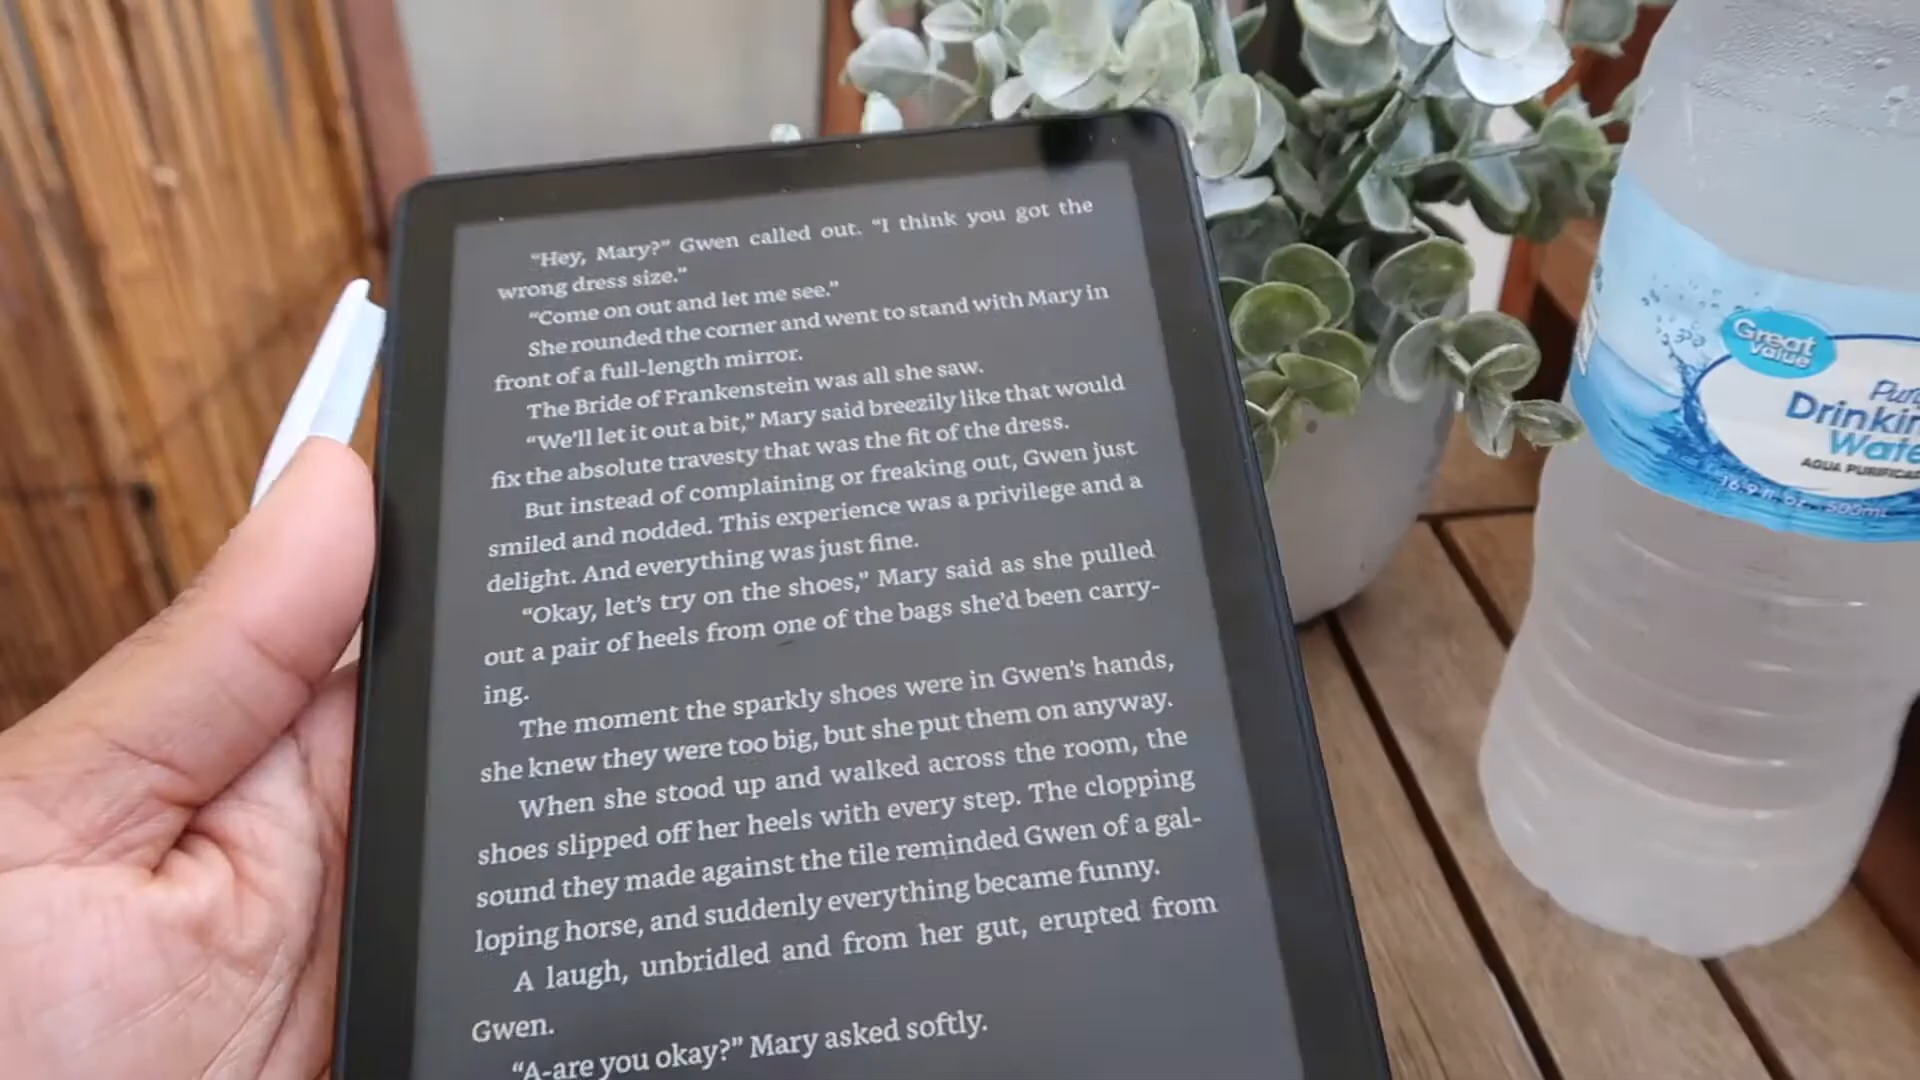 “Hey, Mary?” Gwen called out. “I think you got the
wrong dress size.”
“Come on out and let me see.”
She rounded the corner and went to stand with Mary in
front of a full-length mirror.
The Bride of Frankenstein was all she saw.
“We’ll let it out a bit,” Mary said breezily like that would
fix the absolute travesty that was the fit of the dress.
But instead of complaining or freaking out, Gwen just
smiled and nodded. This experience was a privilege and a
delight. And everything was just fine.
“Okay, let’s try on the shoes,” Mary said as she pulled
out a pair of heels from one of the bags she’d been carry-
ing.
The moment the sparkly shoes were in Gwen’s hands,
she knew they were too big, but she put them on anyway.
When she stood up and walked across the room, the
shoes slipped off her heels with every step. The clopping
sound they made against the tile reminded Gwen of a gal-
loping horse, and suddenly everything became funny.
A laugh, unbridled and from her gut, erupted from
Gwen.
“A-are you okay?” Mary asked softly.
Great
Value
Drinkin
Wate
AGUA PURIFICA
16.9 fl oz 500mL